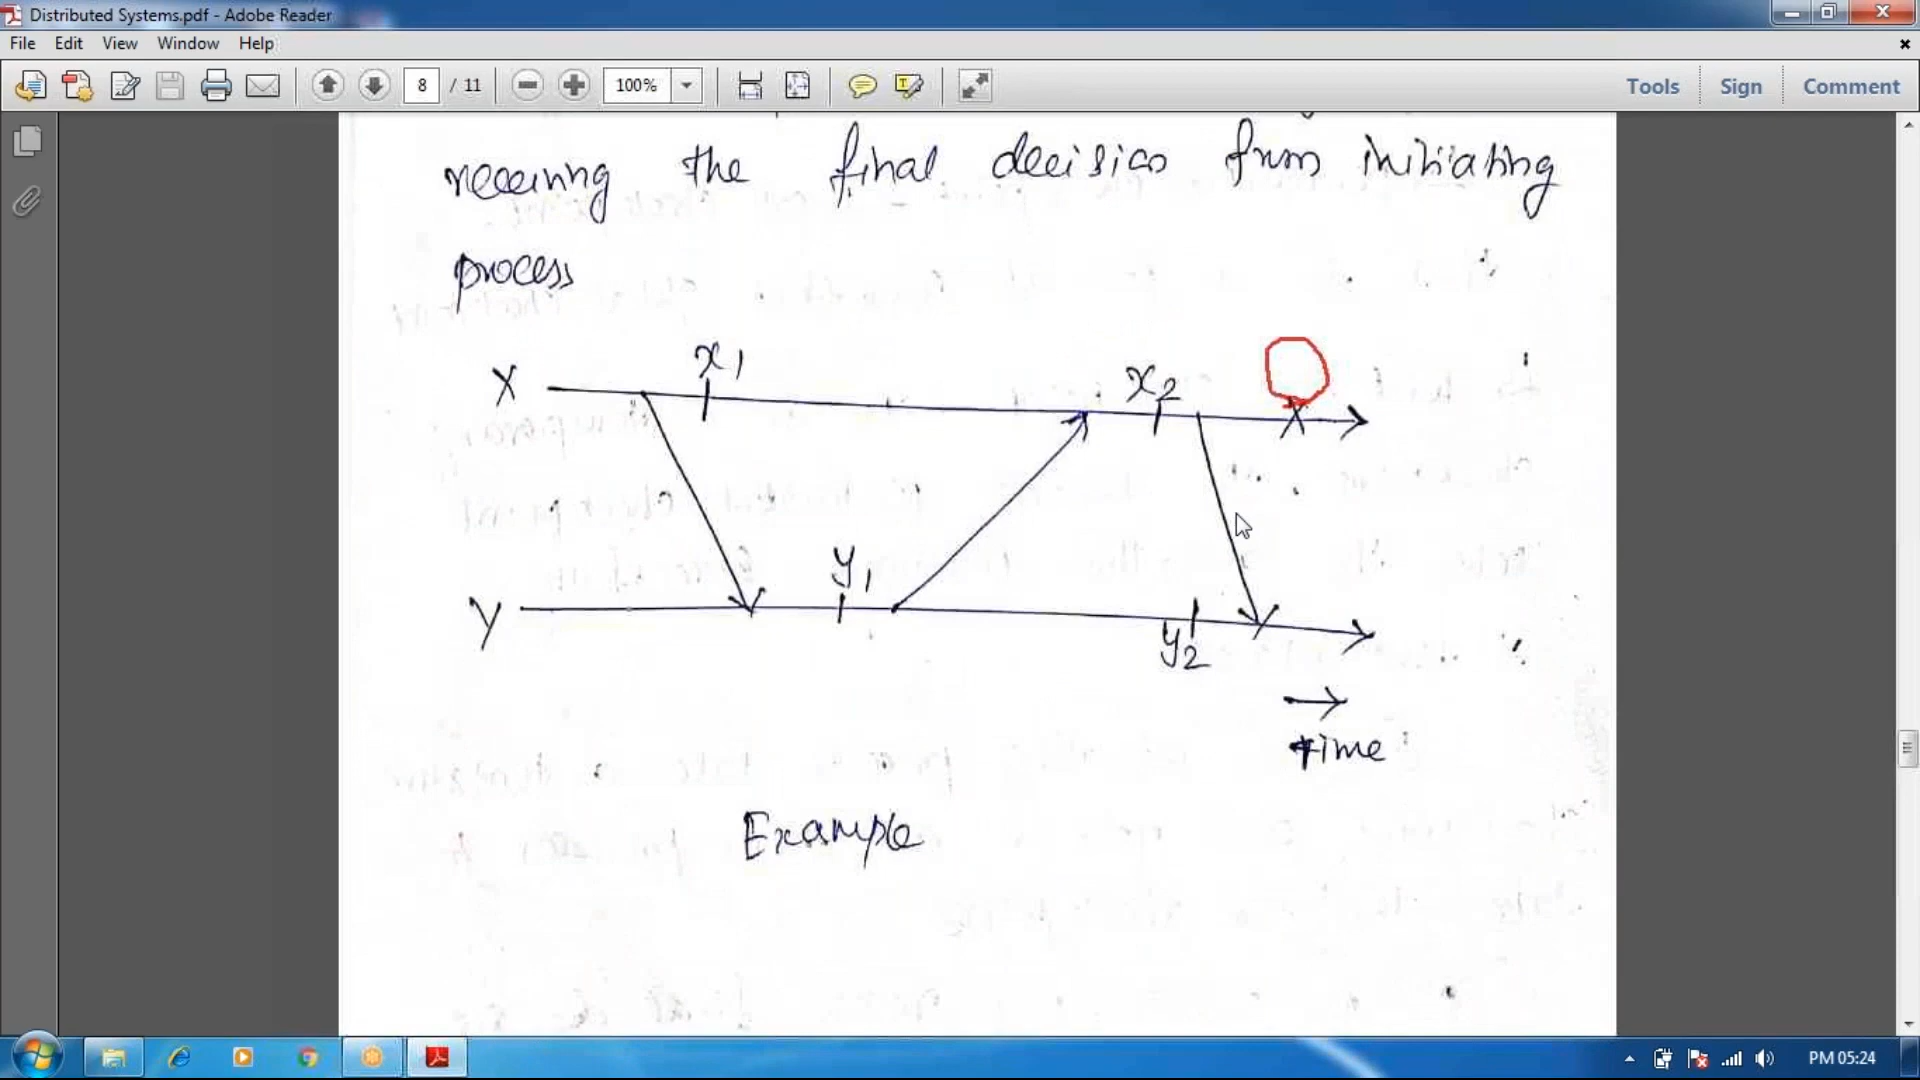 Distributed Systems.pdf - Adobe Reader
File Edit View Window Help
8 / 11 100% Tools Sign Comment
the final decision from initiating
process
X x1 x2
y1
Y y2
time
Example
PM 05:24